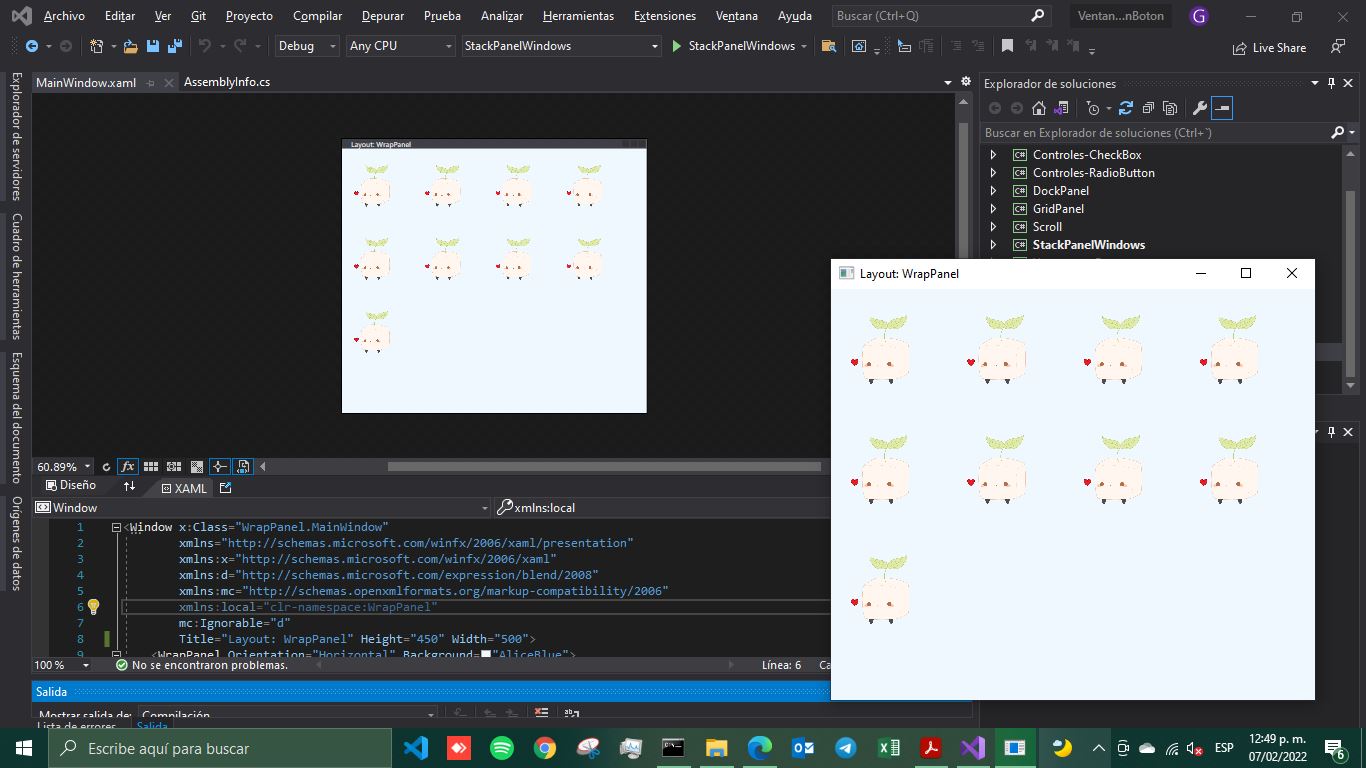 Archivo Editar Ver Git Proyecto Compilar Depurar Prueba Analizar Herramientas Extensiones Ventana Ayuda Buscar (Ctrl+Q) Ventan...nBoton G
Debug Any CPU StackPanelWindows StackPanelWindows Live Share
MainWindow.xaml AssemblyInfo.cs
Explorador de servidores
Cuadro de herramientas
Esquema del documento
Orígenes de datos
Layout: WrapPanel
Explorador de soluciones
Buscar en Explorador de soluciones (Ctrl+`)
C# Controles-CheckBox
C# Controles-RadioButton
C# DockPanel
C# GridPanel
C# Scroll
C# StackPanelWindows
Layout: WrapPanel
60.89% fx
Diseño XAML
Window xmlns:local
1 <Window x:Class="WrapPanel.MainWindow"
2 xmlns="http://schemas.microsoft.com/winfx/2006/xaml/presentation"
3 xmlns:x="http://schemas.microsoft.com/winfx/2006/xaml"
4 xmlns:d="http://schemas.microsoft.com/expression/blend/2008"
5 xmlns:mc="http://schemas.openxmlformats.org/markup-compatibility/2006"
6 xmlns:local="clr-namespace:WrapPanel"
7 mc:Ignorable="d"
8 Title="Layout: WrapPanel" Height="450" Width="500">
9 <WrapPanel Orientation="Horizontal" Background="AliceBlue">
100 % No se encontraron problemas. Línea: 6 Ca
Salida
Mostrar salida de: Compilación
Lista de errores Salida
Escribe aquí para buscar
ESP 12:49 p. m.
07/02/2022
6